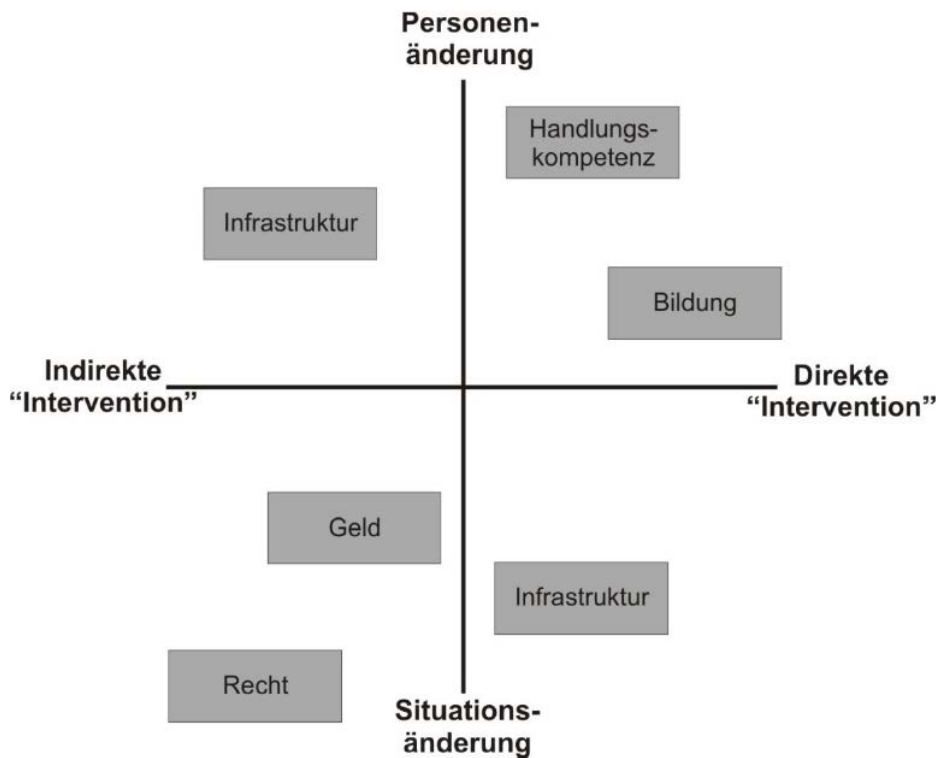 Personen-
änderung
Handlungs-
kompetenz
Infrastruktur
Bildung
Indirekte
“Intervention”
Direkte
“Intervention”
Geld
Infrastruktur
Recht
Situations-
änderung